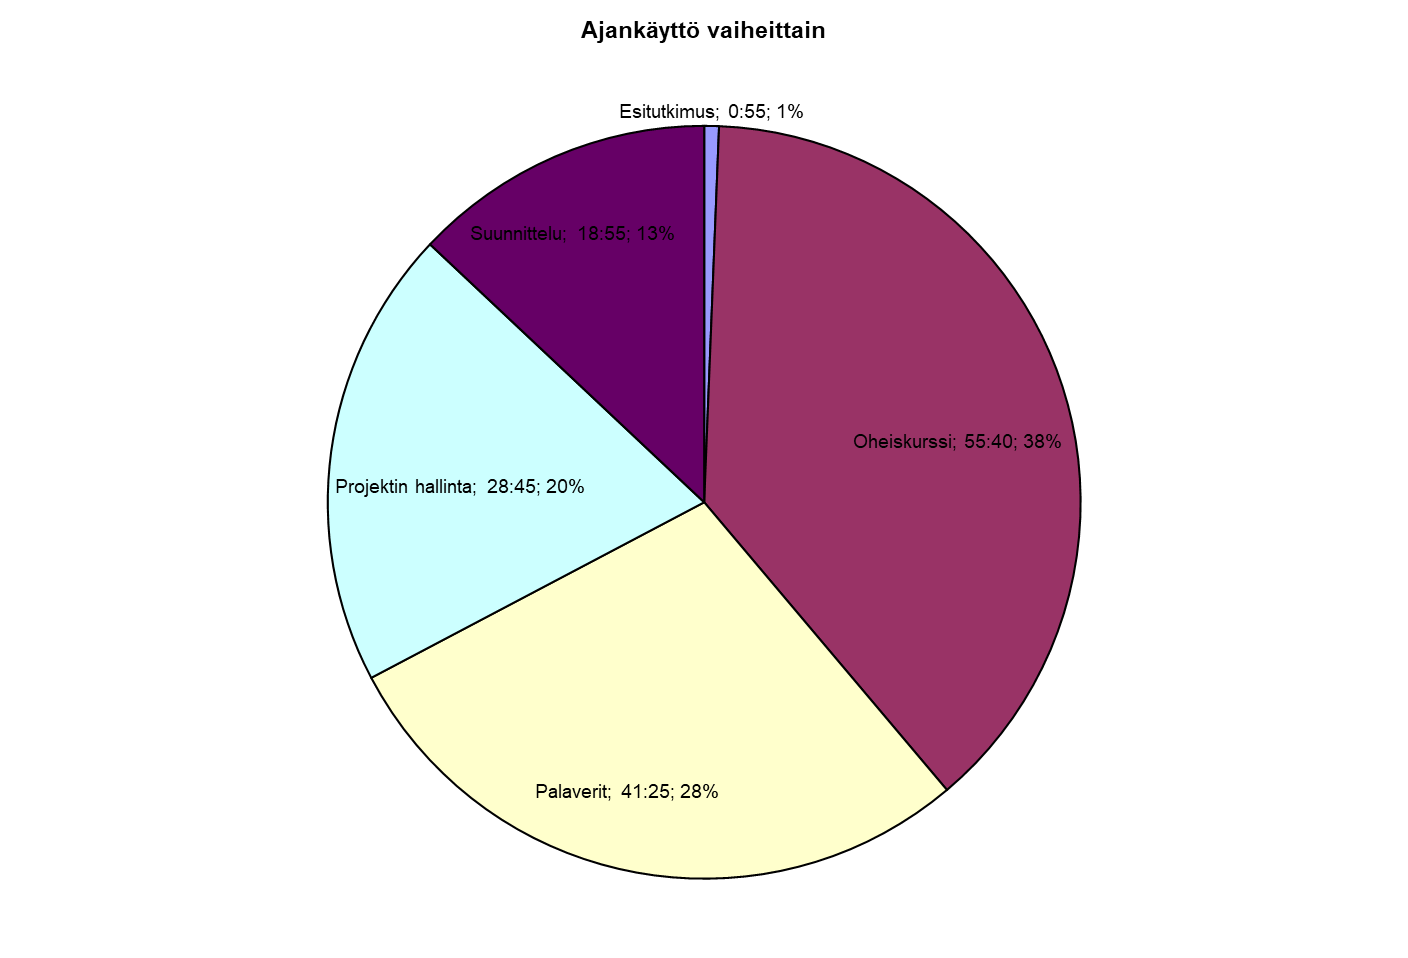 Ajankäyttö vaiheittain
Esitutkimus; 0:55; 1%
Suunnittelu; 18:55; 13%
Oheiskurssi; 55:40; 38%
Projektin hallinta; 28:45; 20%
Palaverit; 41:25; 28%